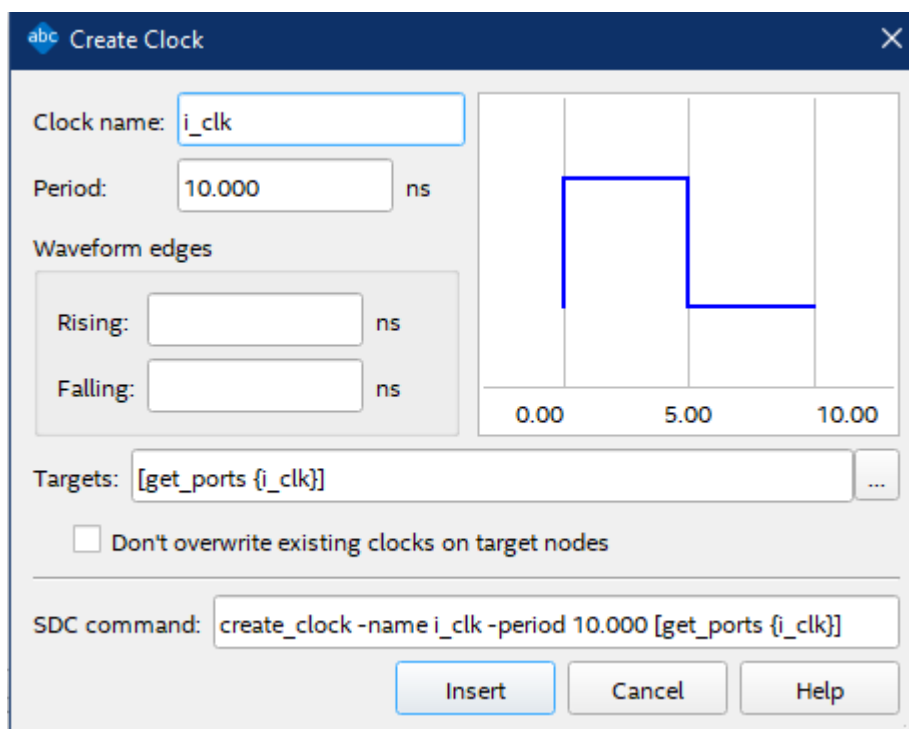 abc Create Clock
Clock name: i_clk
Period: 10.000 ns
Waveform edges
Rising: ns
Falling: ns
0.00 5.00 10.00
Targets: [get_ports {i_clk}] ...
Don't overwrite existing clocks on target nodes
SDC command: create_clock -name i_clk -period 10.000 [get_ports {i_clk}]
Insert Cancel Help